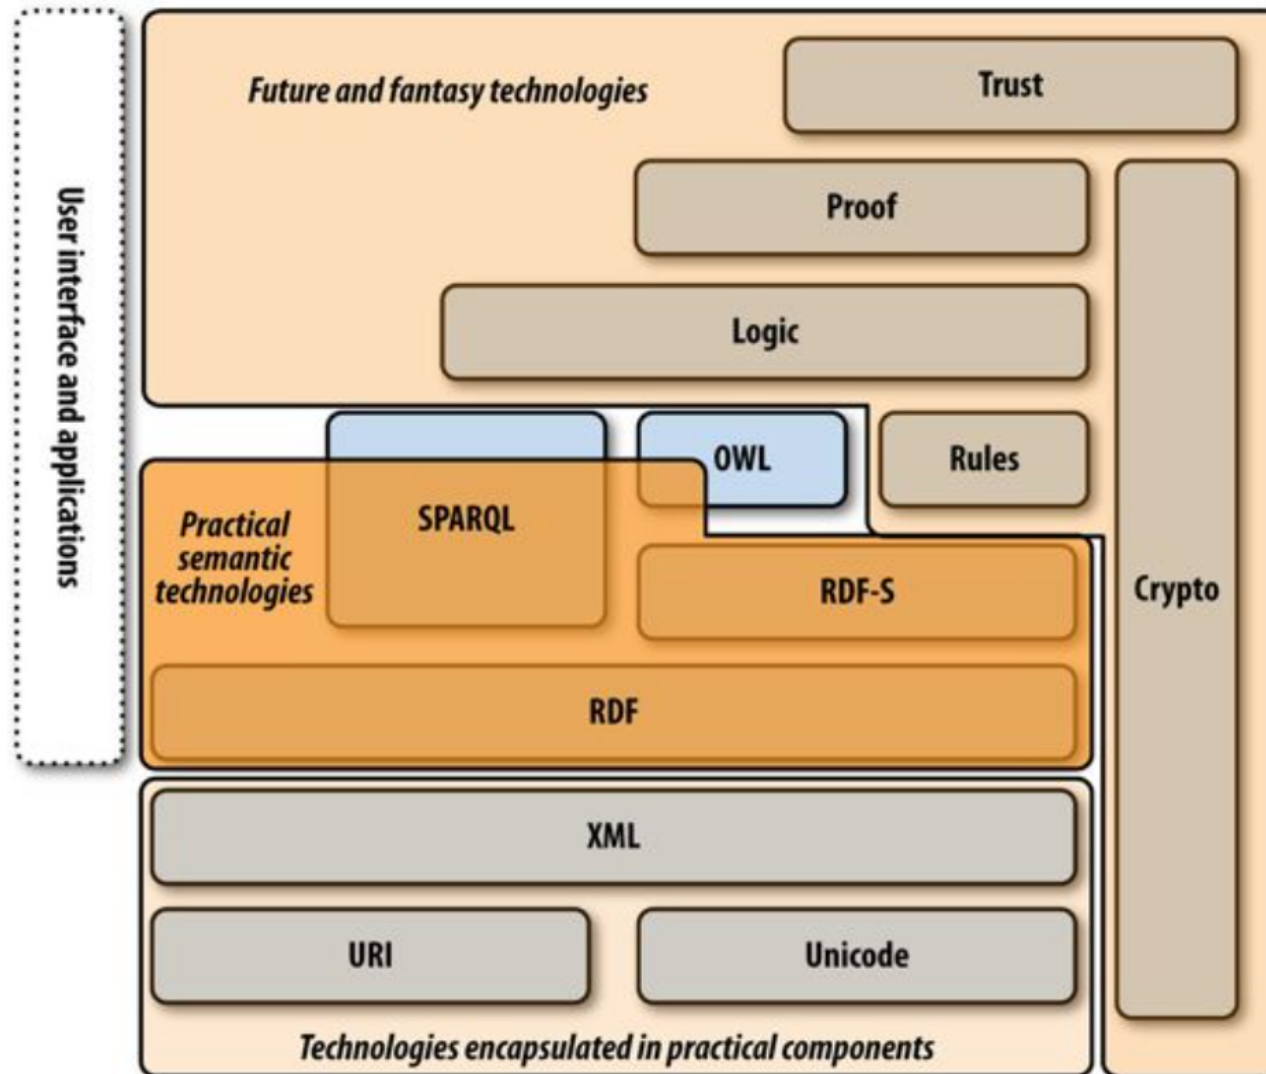 User interface and applications
Future and fantasy technologies
Trust
Proof
Logic
OWL
Rules
Practical
semantic
technologies
SPARQL
RDF-S
Crypto
RDF
XML
URI
Unicode
Technologies encapsulated in practical components